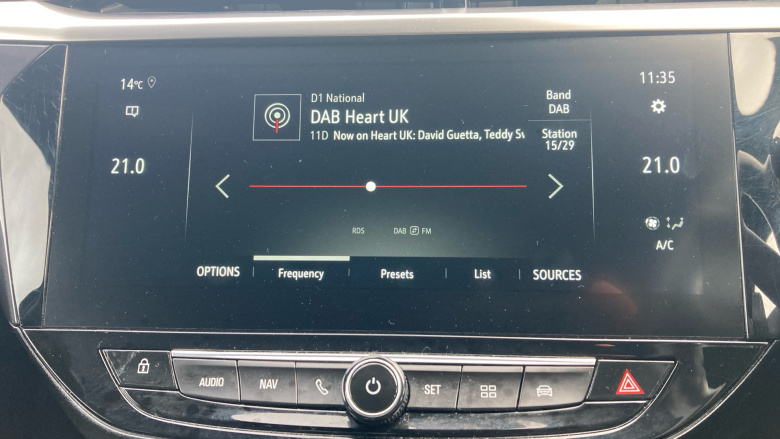 14°C
11:35
D1 National
DAB Heart UK
11D Now on Heart UK: David Guetta, Teddy
Band
DAB
Station
15/29
21.0
21.0
RDS
DAB FM
A/C
OPTIONS
Frequency
Presets
List
SOURCES
AUDIO
NAV
SET